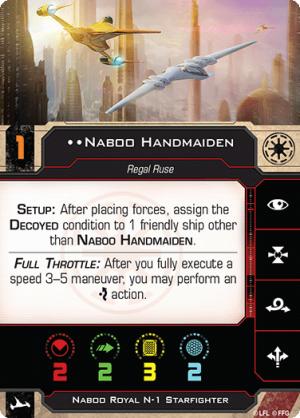 1
••Naboo Handmaiden
Regal Ruse
Setup: After placing forces, assign the
Decoyed condition to 1 friendly ship other
than Naboo Handmaiden.
Full Throttle: After you fully execute a
speed 3–5 maneuver, you may perform an
action.
2 2 3 2
Naboo Royal N-1 Starfighter
©LFL ©FFG